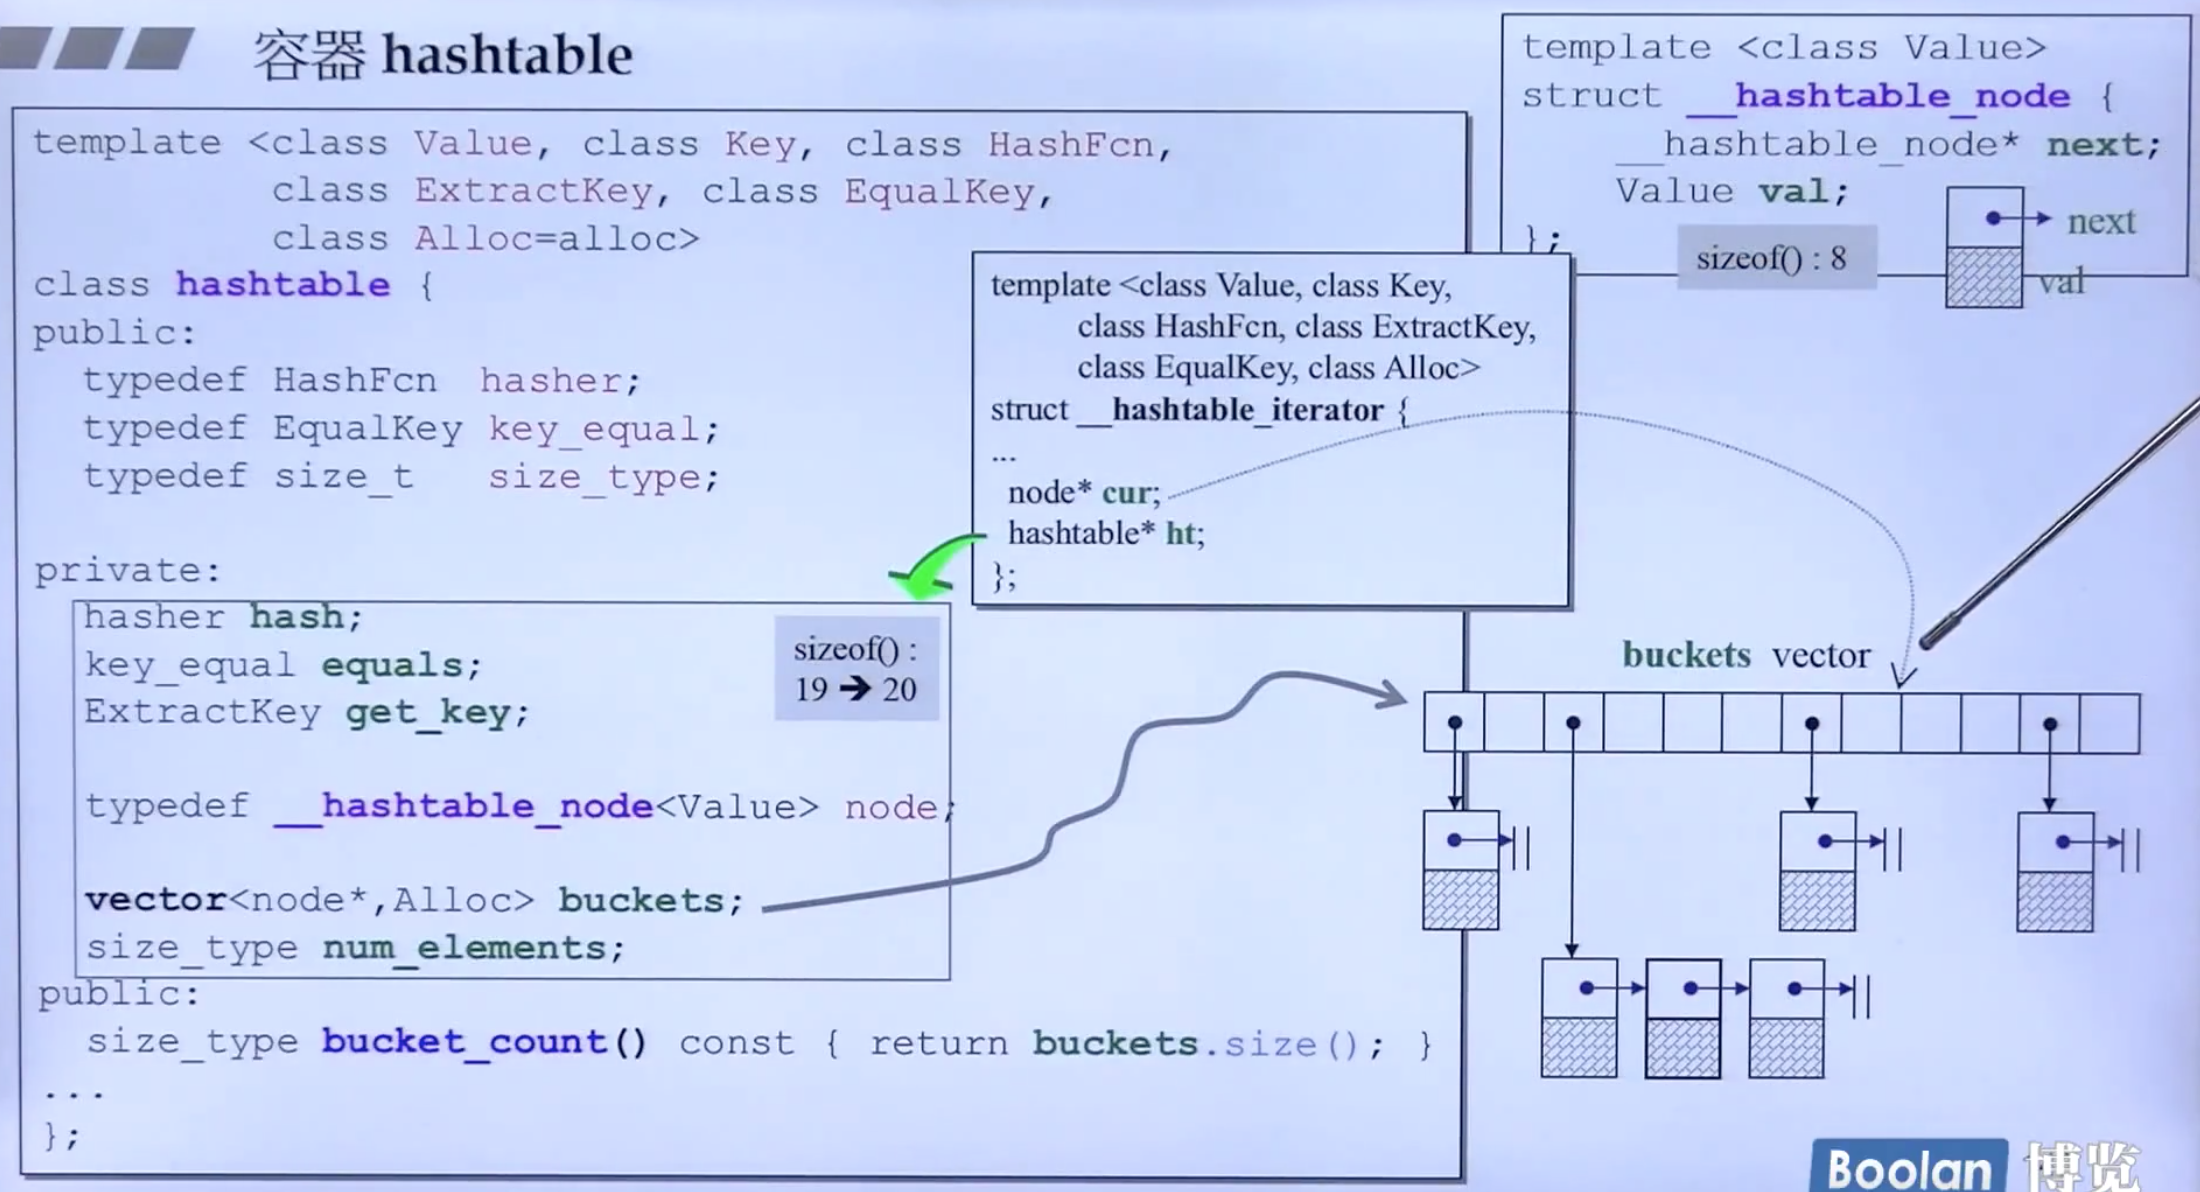 容器 hashtable
template <class Value, class Key, class HashFcn,
class ExtractKey, class EqualKey,
class Alloc=alloc>
class hashtable {
public:
typedef HashFcn hasher;
typedef EqualKey key_equal;
typedef size_t size_type;
private:
hasher hash;
key_equal equals;
ExtractKey get_key;
typedef __hashtable_node<Value> node;
vector<node*,Alloc> buckets;
size_type num_elements;
public:
size_type bucket_count() const { return buckets.size(); }
...
};
sizeof() :
19 ➔ 20
template <class Value, class Key,
class HashFcn, class ExtractKey,
class EqualKey, class Alloc>
struct __hashtable_iterator {
...
node* cur;
hashtable* ht;
};
template <class Value>
struct __hashtable_node {
__hashtable_node* next;
Value val;
};
sizeof() : 8
next
val
buckets vector
Boolan 博览